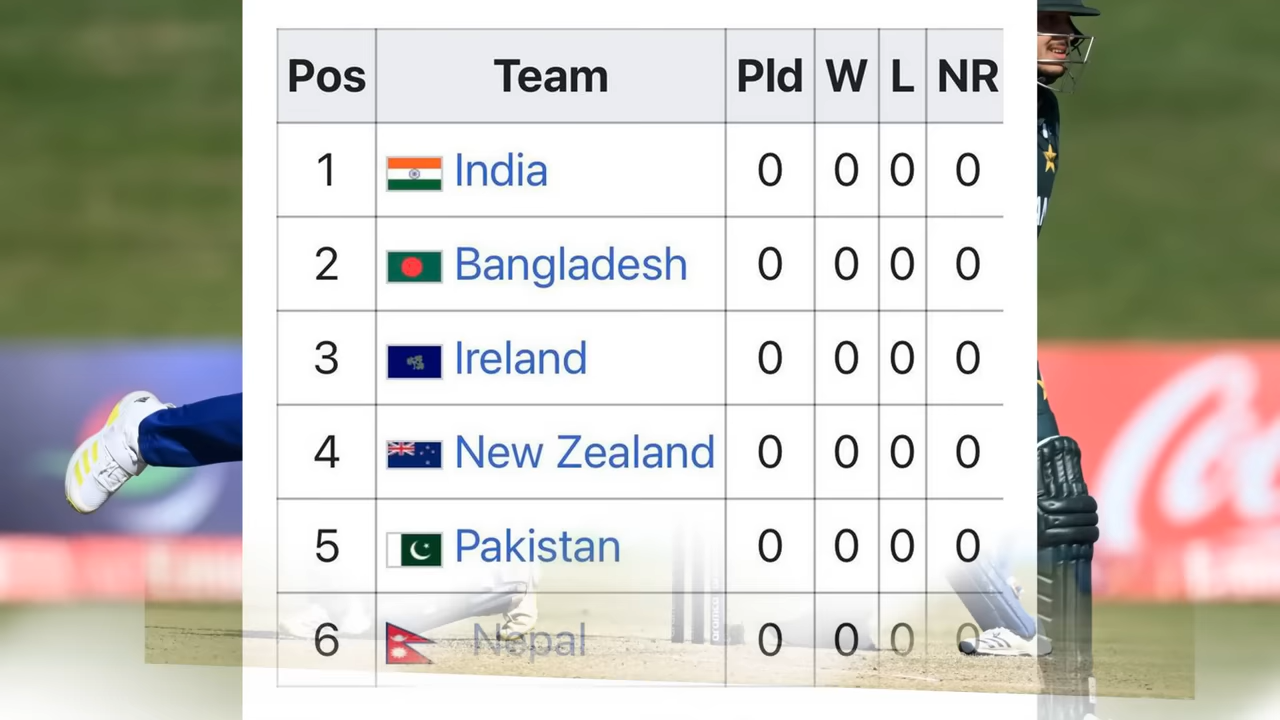 Pos Team Pld W L NR
1 India 0 0 0 0
2 Bangladesh 0 0 0 0
3 Ireland 0 0 0 0
4 New Zealand 0 0 0 0
5 Pakistan 0 0 0 0
6 Nepal 0 0 0 0